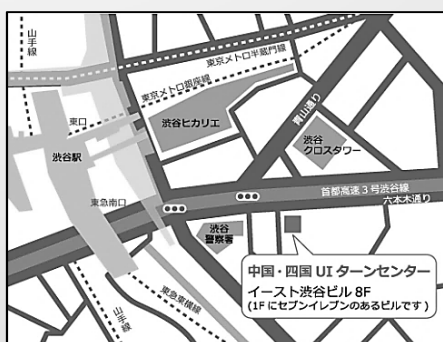 山手線
東京メトロ半蔵門線
東京メトロ銀座線
東口
渋谷ヒカリエ
青山通り
渋谷駅
渋谷
クロスタワー
東急南口
首都高速3号渋谷線
六本木通り
渋谷
警察署
中国・四国 UI ターンセンター
イースト渋谷ビル 8F
(1F にセブンイレブンのあるビルです)
東急東横線
山手線